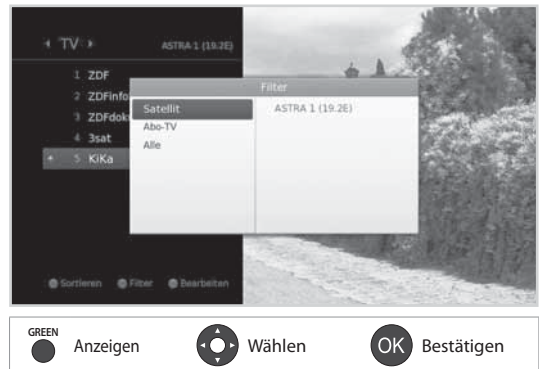 TV
ASTRA 1 (19.2E)
1 ZDF
2 ZDFinfo
3 ZDFdok
4 3sat
5 KiKa
Filter
Satellit
Abo-TV
Alle
ASTRA 1 (19.2E)
Sortieren Filter Bearbeiten
GREEN
Anzeigen
Wählen
OK Bestätigen